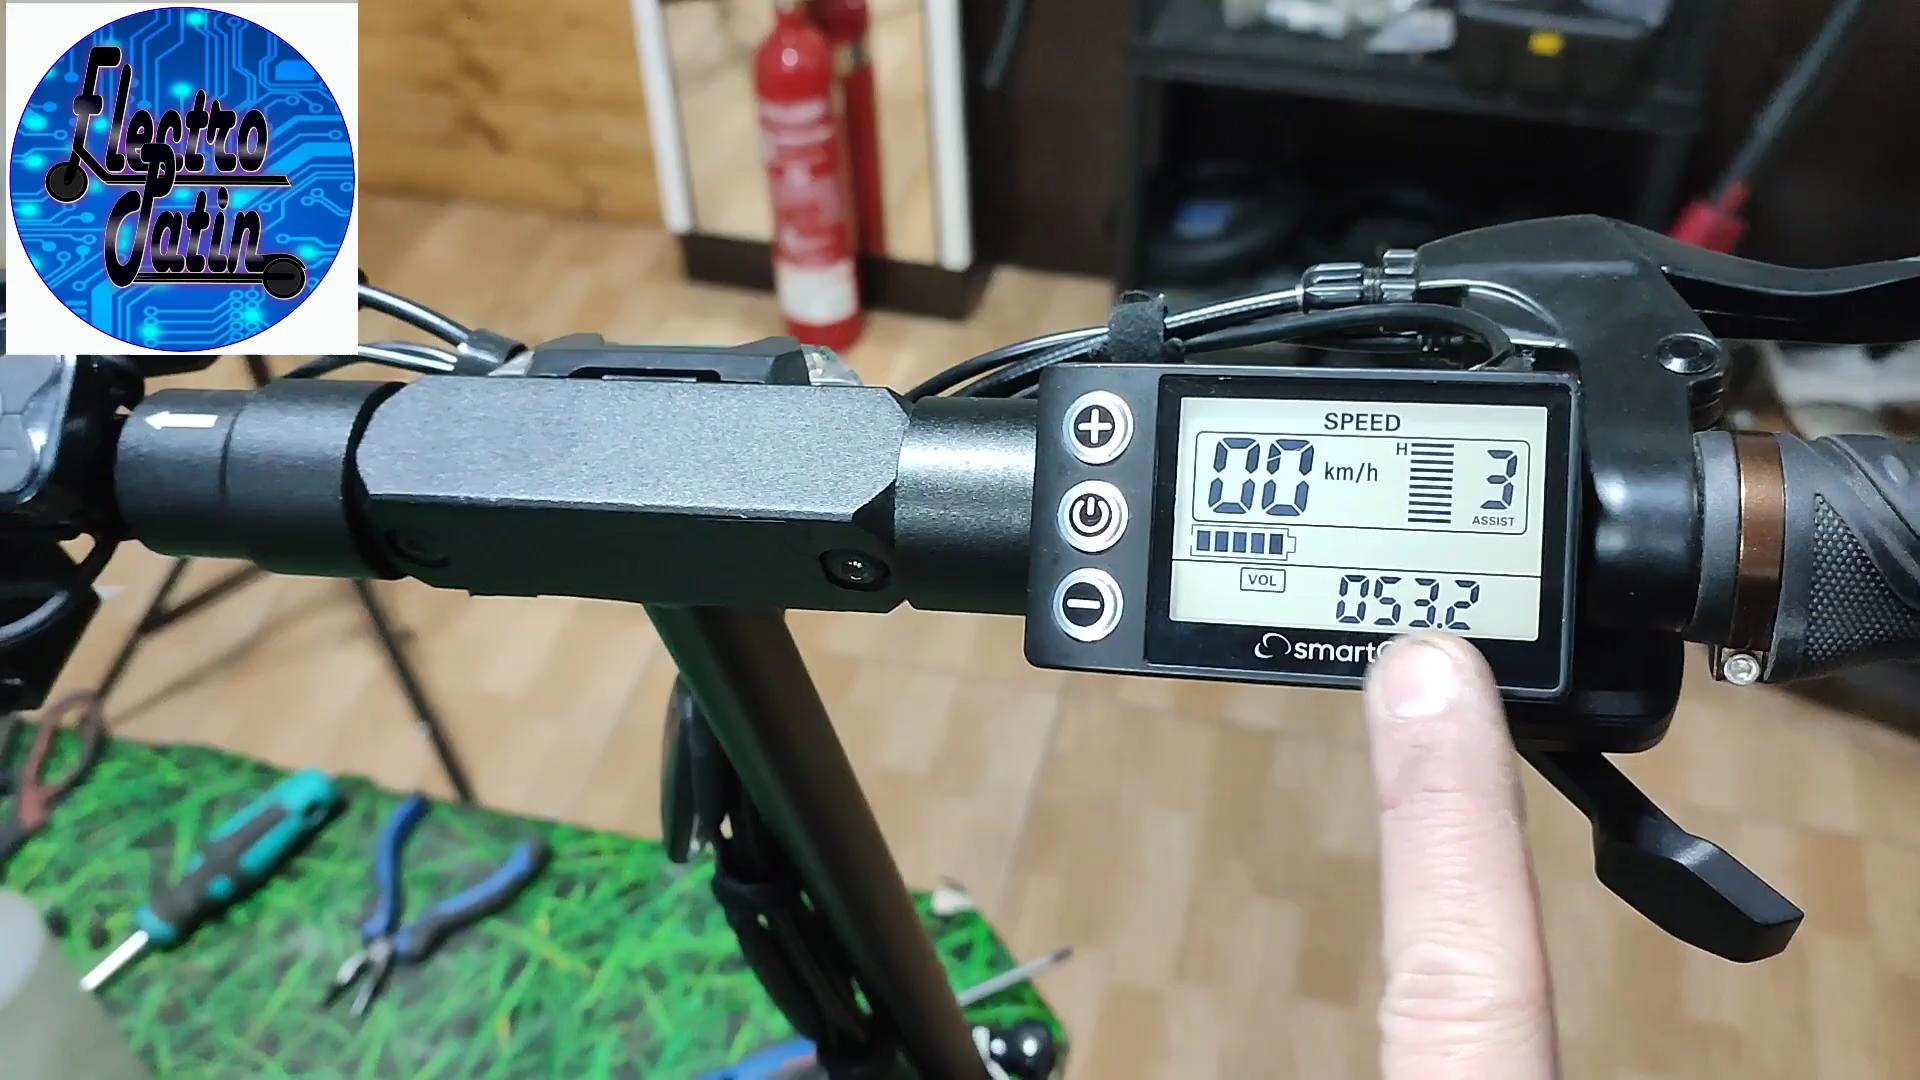 Electro
Patin
SPEED
00 km/h H 3
ASSIST
VOL
053.2
smart